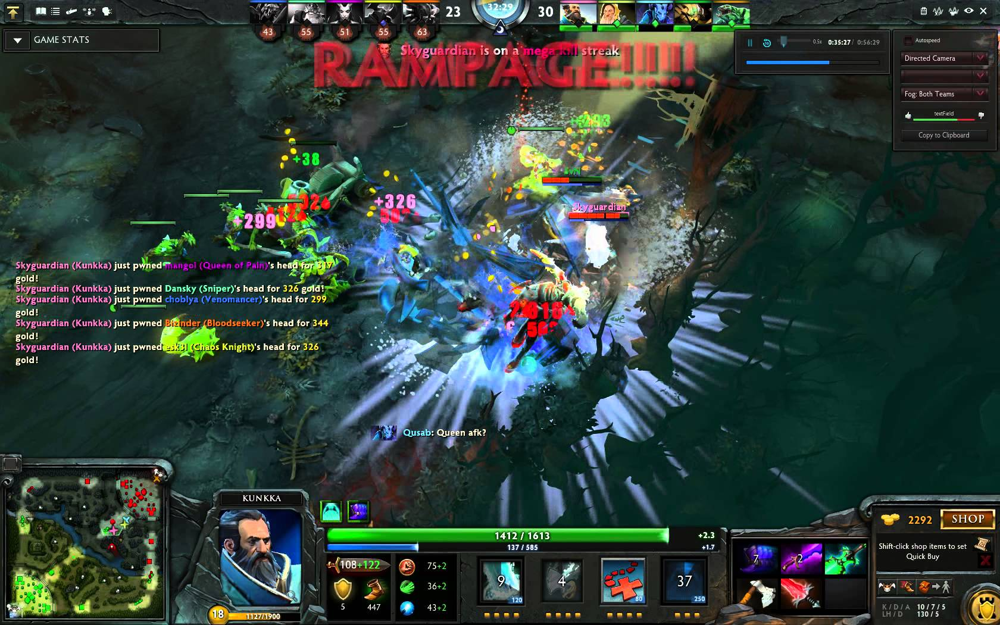 23
32:29
30
43
55
51
55
63
GAME STATS
RAMPAGE!!!!!
Skyguardian is on a mega kill streak
0.5x 0:35:27 / 0:56:29
Autospeed
Directed Camera
Fog: Both Teams
textField
Copy to Clipboard
+38
+326
+299
Skyguardian
Skyguardian (Kunkka) just pwned mangol (Queen of Pain)'s head for 317
gold!
Skyguardian (Kunkka) just pwned Dansky (Sniper)'s head for 326 gold!
Skyguardian (Kunkka) just pwned choblya (Venomancer)'s head for 299
gold!
Skyguardian (Kunkka) just pwned Bizinder (Bloodseeker)'s head for 344
gold!
Skyguardian (Kunkka) just pwned esk3l (Chaos Knight)'s head for 326
gold!
Qusab: Queen afk?
KUNKKA
18
1127/1900
1412 / 1613
+2.3
137 / 585
+1.7
108+122
5
447
75+2
36+2
43+2
9
120
4
80
37
250
7
2
2292
SHOP
Shift-click shop items to set
Quick Buy
K / D / A 10 / 7 / 5
LH / D 130 / 5